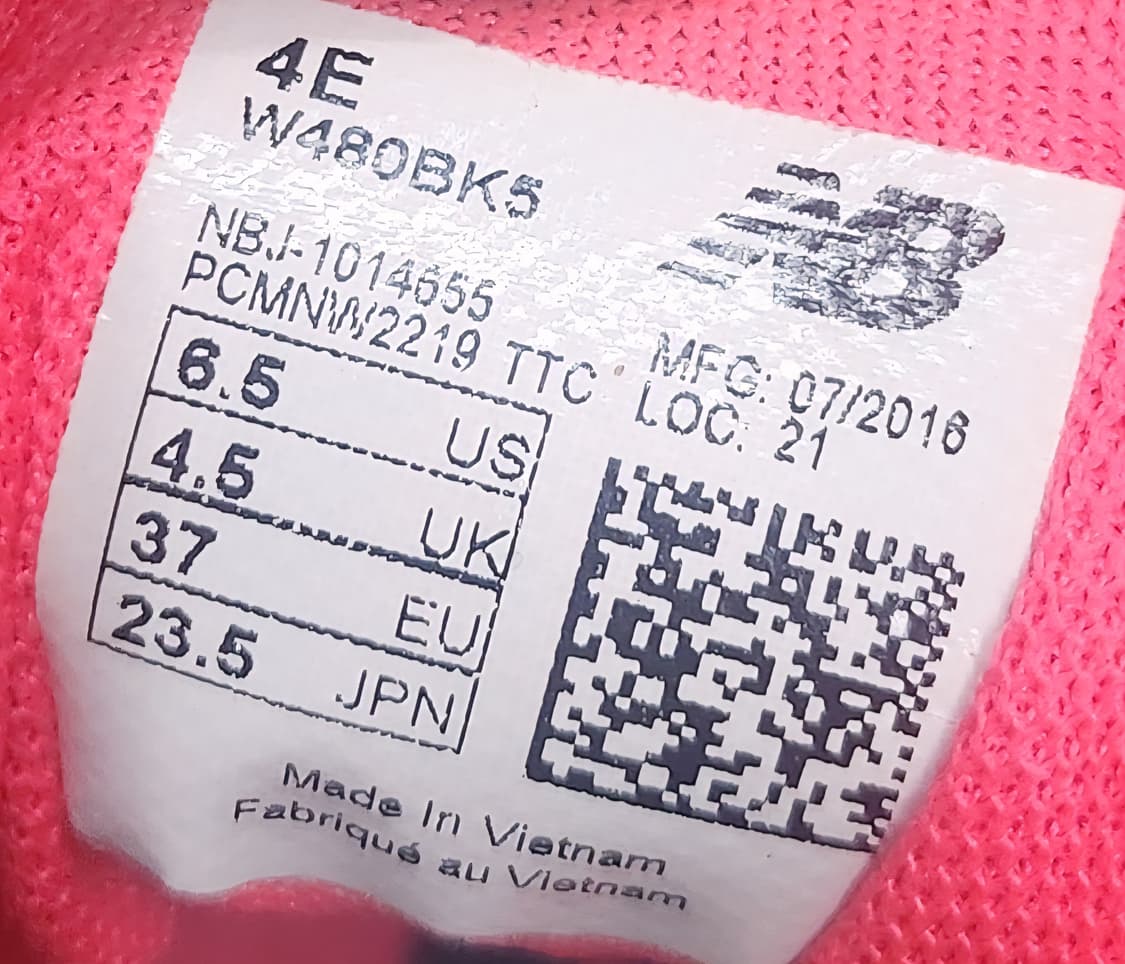 4E
W480BK5
NB
NBJ-1014655
PCMNW2219 TTC
MFG: 07/2016
LOC: 21
6.5 US
4.5 UK
37 EU
23.5 JPN
Made In Vietnam
Fabriqué au Vietnam